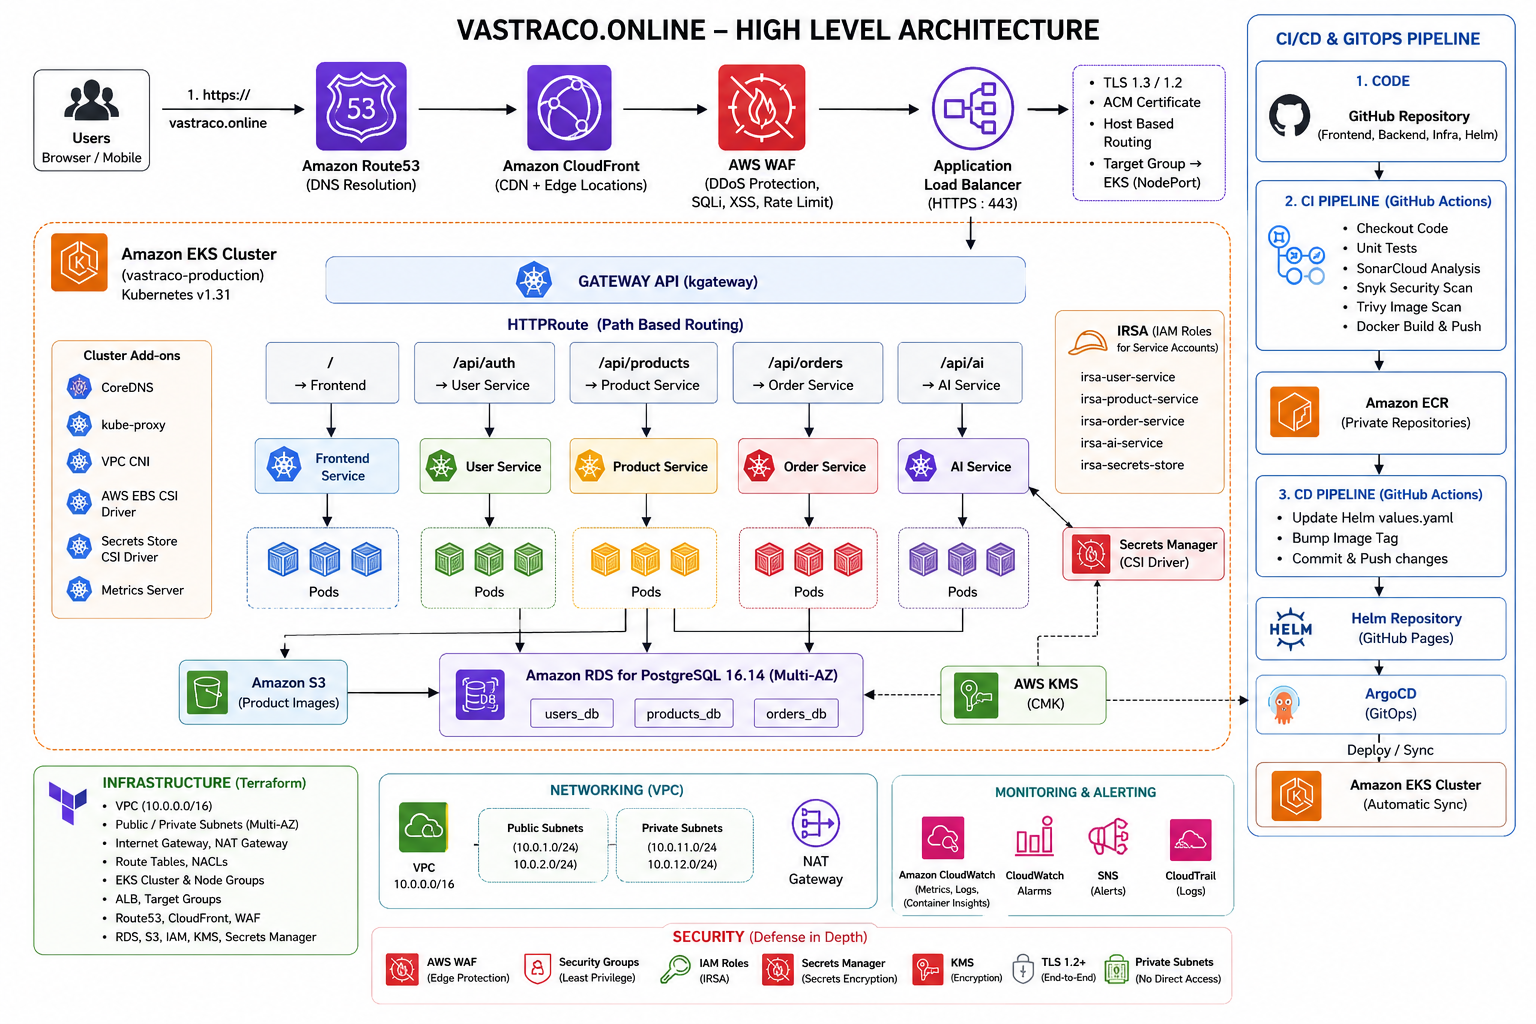 VASTRACO.ONLINE – HIGH LEVEL ARCHITECTURE
Users
Browser / Mobile
1. https://
vastraco.online
53
Amazon Route53
(DNS Resolution)
Amazon CloudFront
(CDN + Edge Locations)
AWS WAF
(DDoS Protection,
SQLi, XSS, Rate Limit)
Application
Load Balancer
(HTTPS : 443)
• TLS 1.3 / 1.2
• ACM Certificate
• Host Based
Routing
• Target Group →
EKS (NodePort)
Amazon EKS Cluster
(vastraco-production)
Kubernetes v1.31
GATEWAY API (kgateway)
HTTPRoute (Path Based Routing)
Cluster Add-ons
CoreDNS
kube-proxy
VPC CNI
AWS EBS CSI
Driver
Secrets Store
CSI Driver
Metrics Server
/
→ Frontend
/api/auth
→ User Service
/api/products
→ Product Service
/api/orders
→ Order Service
/api/ai
→ AI Service
Frontend
Service
User Service
Product Service
Order Service
AI Service
Pods
Pods
Pods
Pods
Pods
IRSA (IAM Roles
for Service Accounts)
irsa-user-service
irsa-product-service
irsa-order-service
irsa-ai-service
irsa-secrets-store
Secrets Manager
(CSI Driver)
Amazon S3
(Product Images)
DB
Amazon RDS for PostgreSQL 16.14 (Multi-AZ)
users_db
products_db
orders_db
AWS KMS
(CMK)
CI/CD & GITOPS PIPELINE
1. CODE
GitHub Repository
(Frontend, Backend, Infra, Helm)
2. CI PIPELINE (GitHub Actions)
• Checkout Code
• Unit Tests
• SonarCloud Analysis
• Snyk Security Scan
• Trivy Image Scan
• Docker Build & Push
Amazon ECR
(Private Repositories)
3. CD PIPELINE (GitHub Actions)
• Update Helm values.yaml
• Bump Image Tag
• Commit & Push changes
HELM
Helm Repository
(GitHub Pages)
ArgoCD
(GitOps)
Deploy / Sync
Amazon EKS Cluster
(Automatic Sync)
INFRASTRUCTURE (Terraform)
• VPC (10.0.0.0/16)
• Public / Private Subnets (Multi-AZ)
• Internet Gateway, NAT Gateway
• Route Tables, NACLs
• EKS Cluster & Node Groups
• ALB, Target Groups
• Route53, CloudFront, WAF
• RDS, S3, IAM, KMS, Secrets Manager
NETWORKING (VPC)
VPC
10.0.0.0/16
Public Subnets
(10.0.1.0/24)
10.0.2.0/24)
Private Subnets
(10.0.11.0/24
10.0.12.0/24)
NAT
Gateway
MONITORING & ALERTING
Amazon CloudWatch
(Metrics, Logs,
(Container Insights)
CloudWatch
Alarms
SNS
(Alerts)
CloudTrail
(Logs)
SECURITY (Defense in Depth)
AWS WAF
(Edge Protection)
Security Groups
(Least Privilege)
IAM Roles
(IRSA)
Secrets Manager
(Secrets Encryption)
KMS
(Encryption)
TLS 1.2+
(End-to-End)
Private Subnets
(No Direct Access)